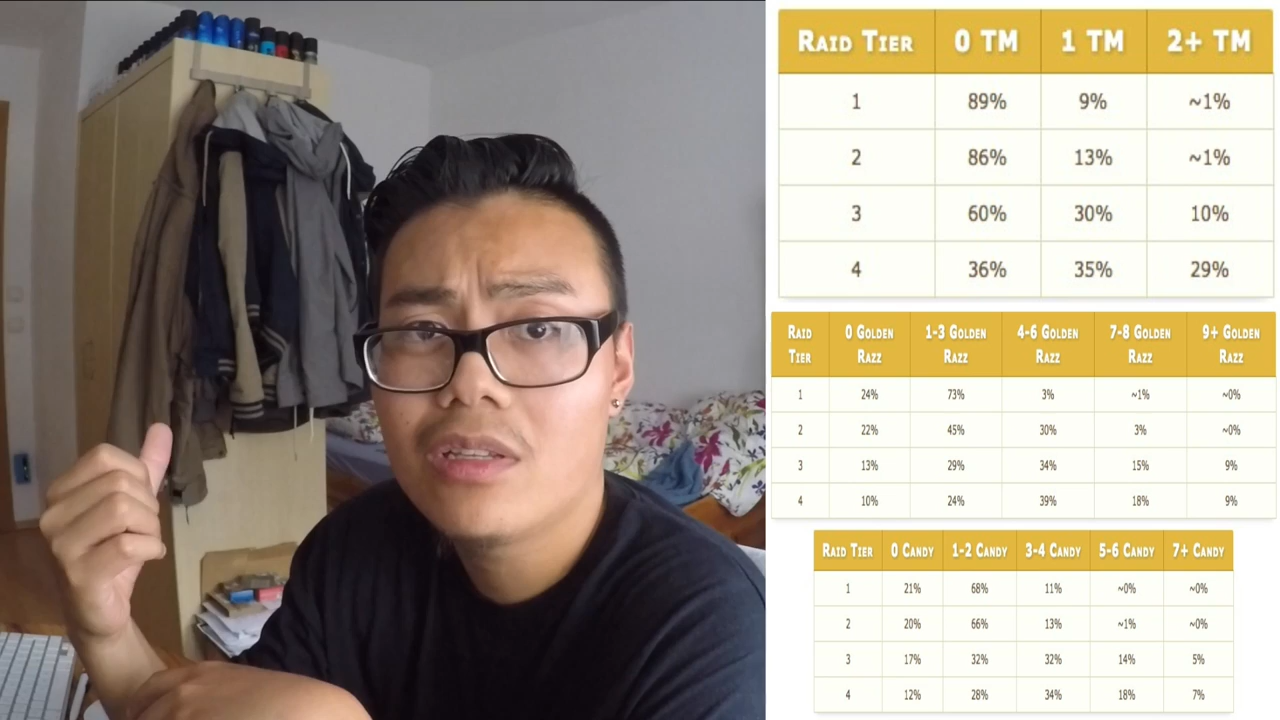 RAID TIER 0 TM 1 TM 2+ TM
1 89% 9% ~1%
2 86% 13% ~1%
3 60% 30% 10%
4 36% 35% 29%
RAID TIER 0 GOLDEN RAZZ 1-3 GOLDEN RAZZ 4-6 GOLDEN RAZZ 7-8 GOLDEN RAZZ 9+ GOLDEN RAZZ
1 24% 73% 3% ~1% ~0%
2 22% 45% 30% 3% ~0%
3 13% 29% 34% 15% 9%
4 10% 24% 39% 18% 9%
RAID TIER 0 CANDY 1-2 CANDY 3-4 CANDY 5-6 CANDY 7+ CANDY
1 21% 68% 11% ~0% ~0%
2 20% 66% 13% ~1% ~0%
3 17% 32% 32% 14% 5%
4 12% 28% 34% 18% 7%